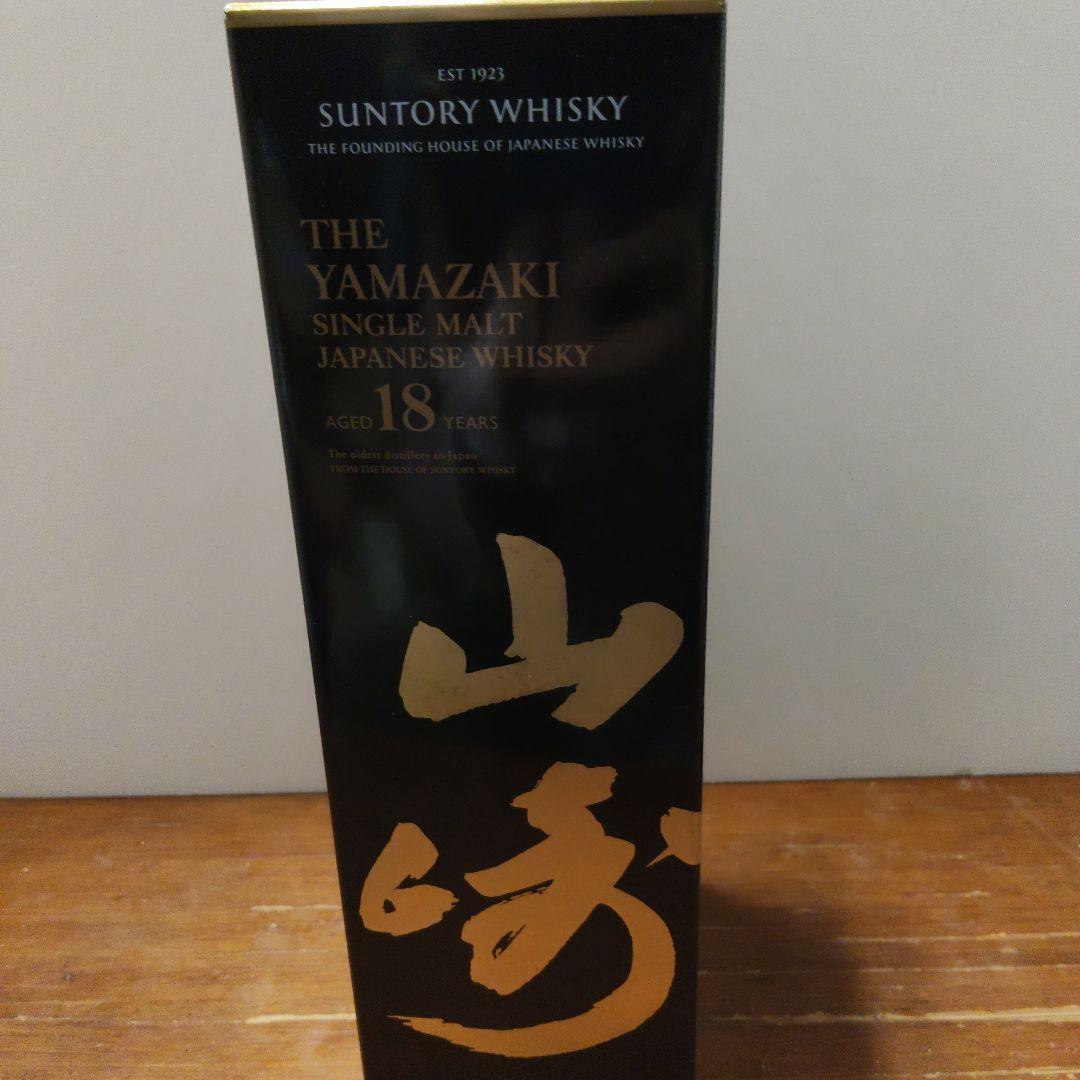 EST 1923
SUNTORY WHISKY
THE FOUNDING HOUSE OF JAPANESE WHISKY
THE
YAMAZAKI
SINGLE MALT
JAPANESE WHISKY
AGED 18 YEARS
The oldest distillery in Japan
FROM THE HOUSE OF SUNTORY WHISKY
山
崎